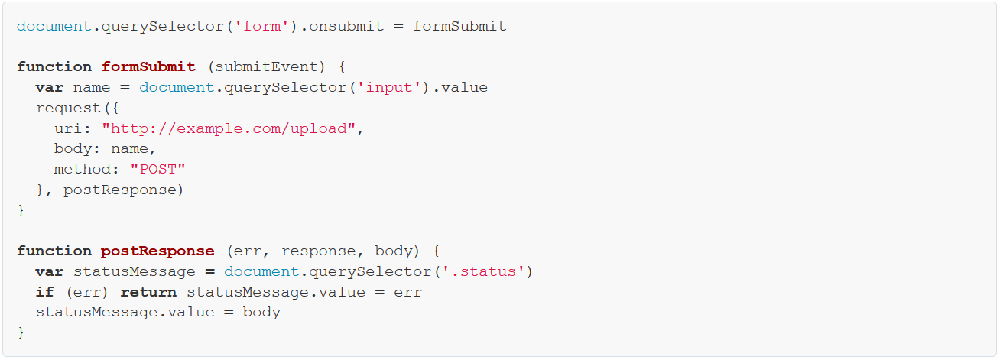 document.querySelector('form').onsubmit = formSubmit

function formSubmit (submitEvent) {
  var name = document.querySelector('input').value
  request({
    uri: "http://example.com/upload",
    body: name,
    method: "POST"
  }, postResponse)
}

function postResponse (err, response, body) {
  var statusMessage = document.querySelector('.status')
  if (err) return statusMessage.value = err
  statusMessage.value = body
}